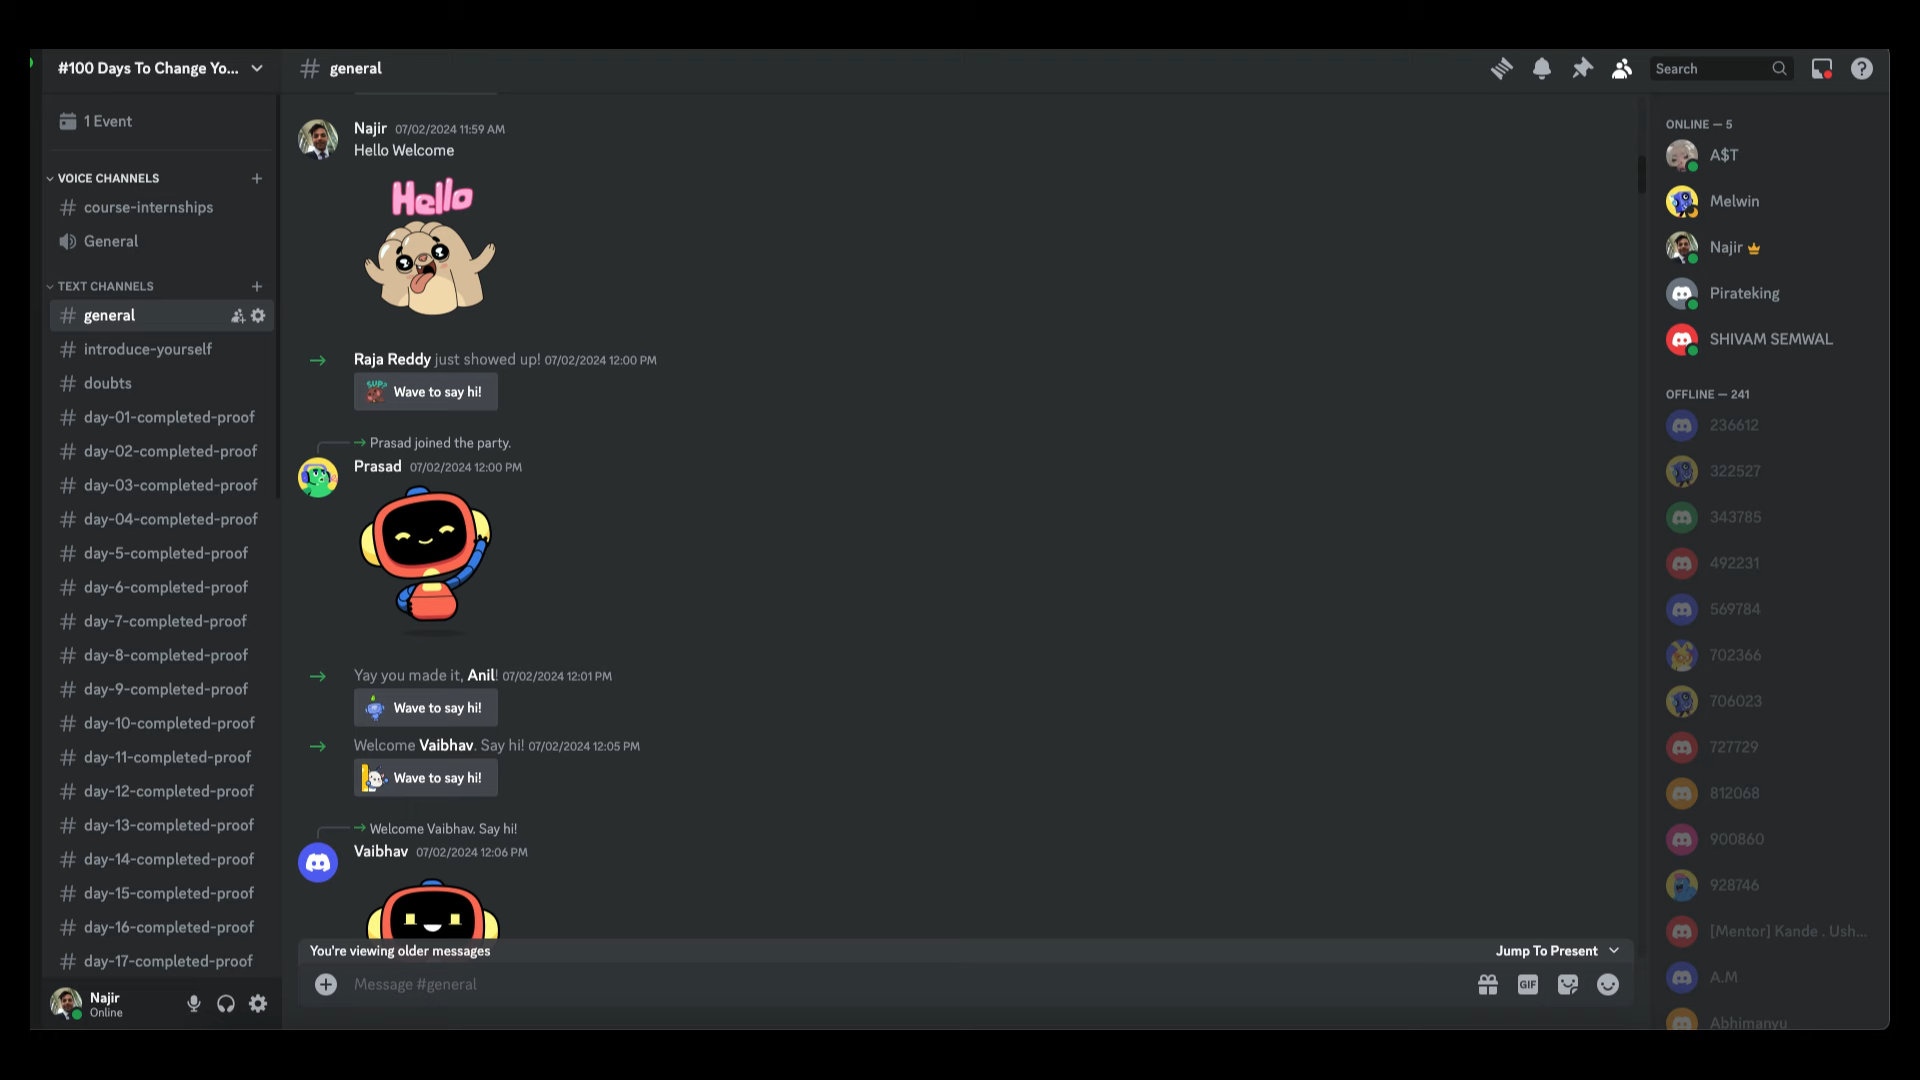 #100 Days To Change Yo...
1 Event
VOICE CHANNELS
course-internships
General
TEXT CHANNELS
general
introduce-yourself
doubts
day-01-completed-proof
day-02-completed-proof
day-03-completed-proof
day-04-completed-proof
day-5-completed-proof
day-6-completed-proof
day-7-completed-proof
day-8-completed-proof
day-9-completed-proof
day-10-completed-proof
day-11-completed-proof
day-12-completed-proof
day-13-completed-proof
day-14-completed-proof
day-15-completed-proof
day-16-completed-proof
day-17-completed-proof
Najir
Online
# general
Search
Najir 07/02/2024 11:59 AM
Hello Welcome
Hello
Raja Reddy just showed up! 07/02/2024 12:00 PM
SUP?
Wave to say hi!
Prasad joined the party.
Prasad 07/02/2024 12:00 PM
Yay you made it, Anil! 07/02/2024 12:01 PM
Wave to say hi!
Welcome Vaibhav. Say hi! 07/02/2024 12:05 PM
Wave to say hi!
Welcome Vaibhav. Say hi!
Vaibhav 07/02/2024 12:06 PM
You're viewing older messages
Jump To Present
Message #general
GIF
ONLINE — 5
A$T
Melwin
Najir
Pirateking
SHIVAM SEMWAL
OFFLINE — 241
236612
322527
343785
492231
569784
702366
706023
727729
812068
900860
928746
[Mentor] Kande . Ush...
A.M
Abhimanyu